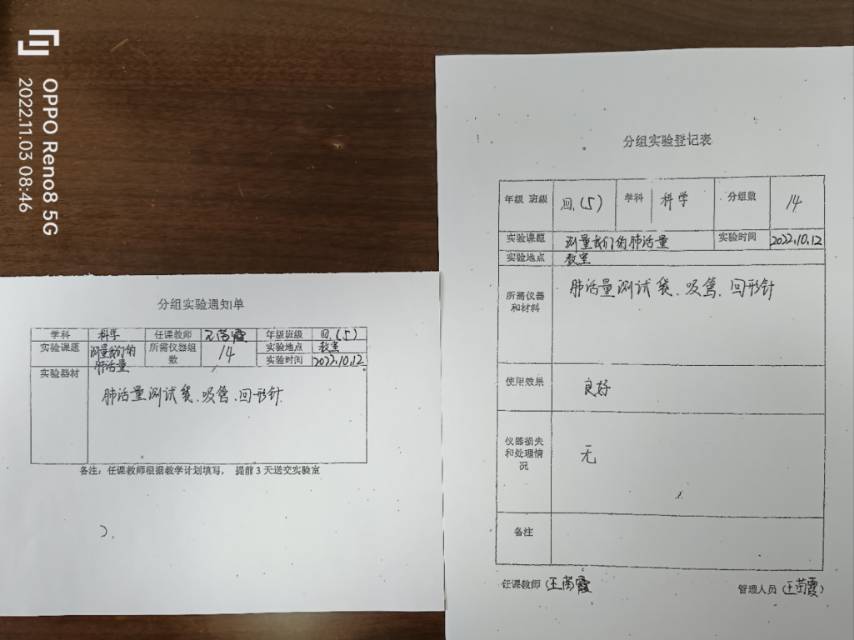 OPPO Reno8 5G
2022.11.03 08:46
分组实验通知单
学科 科学 任课教师 年级班级 四.(5)
实验课题 测量我们的肺活量 所需仪器组数 14 实验地点 教室
实验时间 2022.10.12
实验器材 肺活量测试袋、吸管、回形针
备注:任课教师根据教学计划填写, 提前3天送交实验室
2.
分组实验登记表
年级 班级 四.(5) 学科 科学 分组数 14
实验课题 测量我们的肺活量 实验时间 2022.10.12
实验地点 教室
所需仪器和材料 肺活量测试袋、吸管、回形针
使用效果 良好
仪器损失和处理情况 无
备注
任课教师(王 霞 管理人员(王 霞)